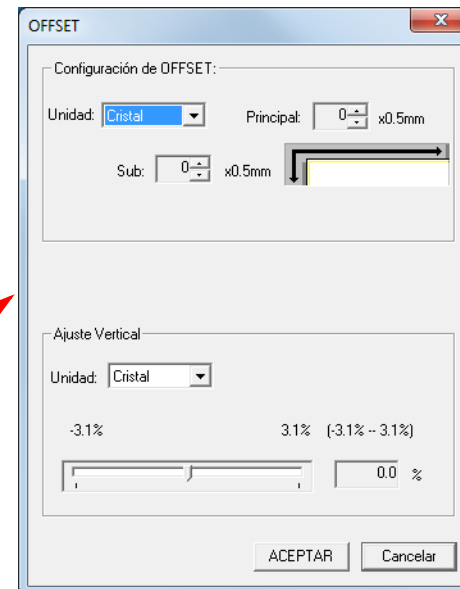 OFFSET
Configuración de OFFSET:
Unidad: Cristal Principal: 0 x0.5mm
Sub: 0 x0.5mm
Ajuste Vertical
Unidad: Cristal
-3.1% 3.1% (-3.1% -- 3.1%)
0.0 %
ACEPTAR Cancelar